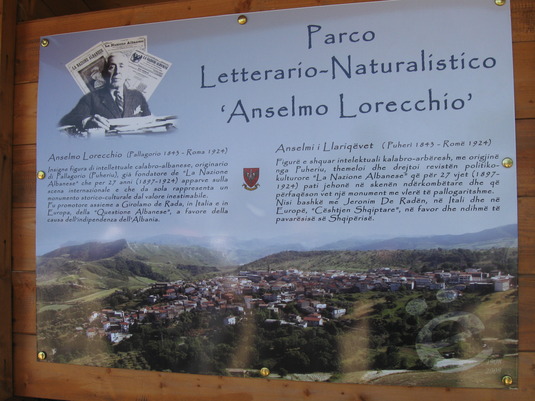 Parco
Letterario-Naturalistico
'Anselmo Lorecchio'
Anselmo Lorecchio (Pallagorio 1843 - Roma 1924)
Insigne figura di intellettuale calabro-albanese, originario
di Pallagorio (Puherio), già fondatore de "La Nazione
Albanese" che per 27 anni (1897-1924) apparve sulla
scena internazionale e che da sola rappresenta un
monumento storico-culturale dal valore inestimabile.
Fu promotore assieme a Girolamo de Rada, in Italia e in
Europa, della "Questione Albanese", a favore della
causa dell'indipendenza dell'Albania.
Anselmi i Llariqëvet (Puheri 1843 - Romë 1924)
Figurë e shquar intelektuali kalabro-arbëresh, me origjinë
nga Puheriu, themeloi dhe drejtoi revistën politiko-
kulturore "La Nazione Albanese" që për 27 vjet (1897-
1924) pati jehonë në skenën ndërkombëtare dhe që
përfaqëson vet një monument me vlerë të pallogaritshme.
Nisi bashkë me Jeronim De Radën, në Itali dhe në
Europë, "Cështjen Shqiptare", në favor dhe ndihmë të
pavarësisë së Shqipërisë.